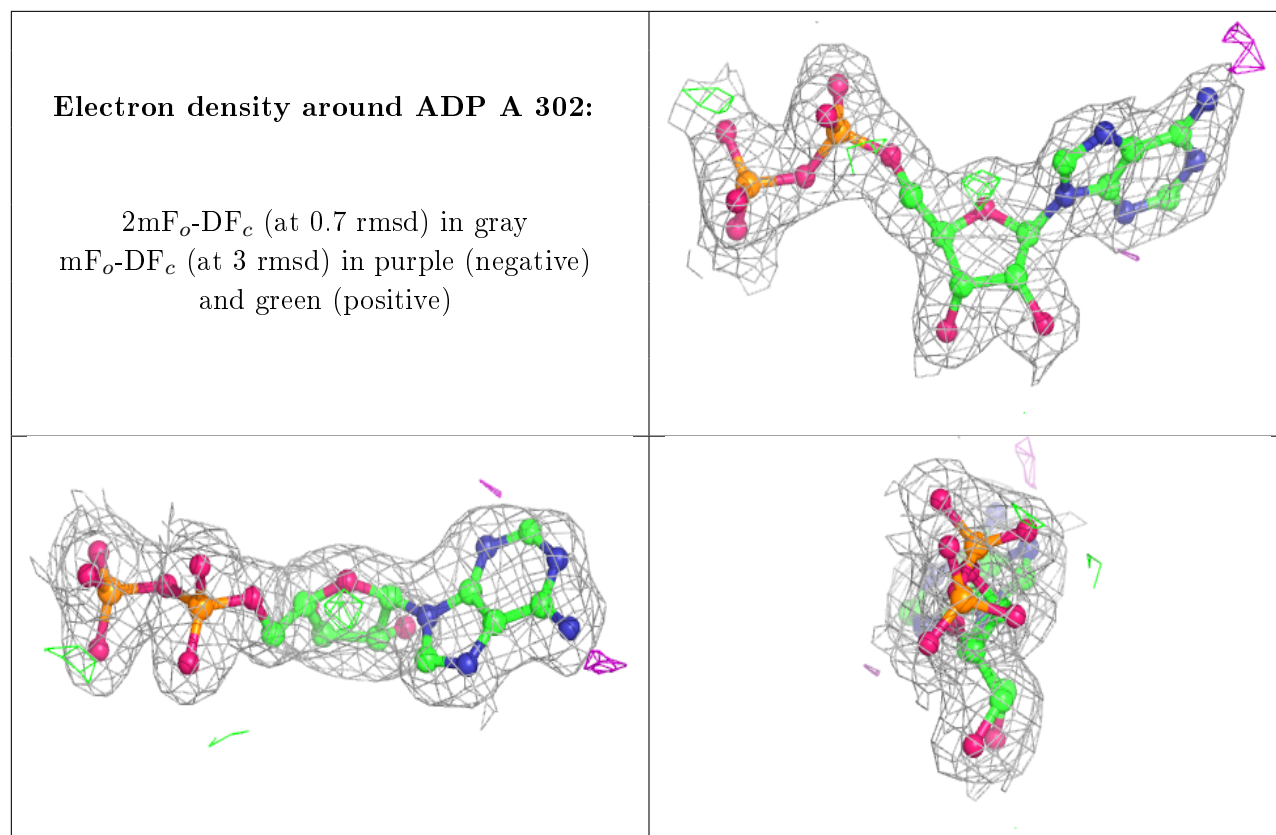 Electron density around ADP A 302:
2mFₒ-DF𝒸 (at 0.7 rmsd) in gray
mFₒ-DF𝒸 (at 3 rmsd) in purple (negative)
and green (positive)